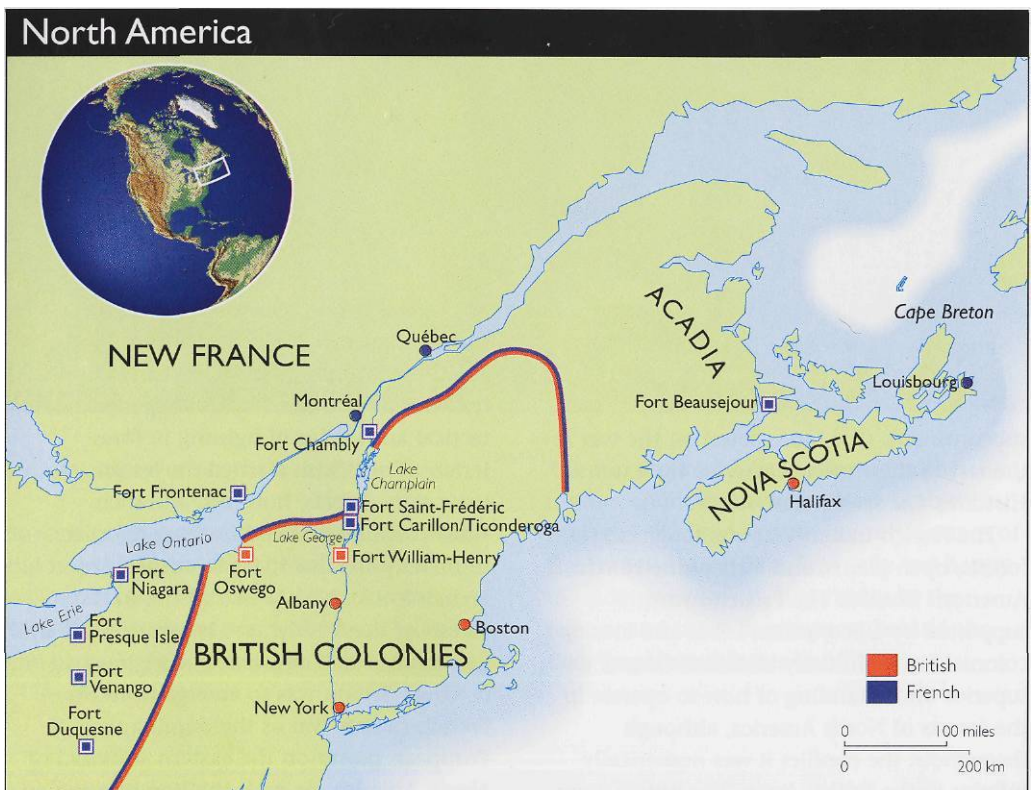 North America
NEW FRANCE
Québec
Montréal
Fort Chambly
Lake
Champlain
Fort Frontenac
Fort Saint-Frédéric
Fort Carillon/Ticonderoga
Lake Ontario
Lake George
Fort William-Henry
Fort
Oswego
Fort
Niagara
Albany
Lake Erie
Fort
Presque Isle
Boston
BRITISH COLONIES
Fort
Venango
New York
Fort
Duquesne
ACADIA
Cape Breton
Louisbourg
Fort Beausejour
NOVA SCOTIA
Halifax
British
French
0 100 miles
0 200 km